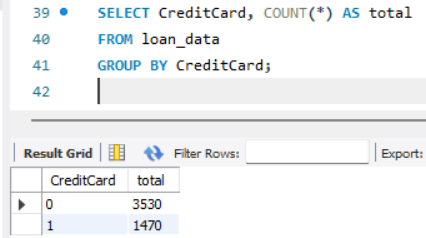 39 SELECT CreditCard, COUNT(*) AS total
40 FROM loan_data
41 GROUP BY CreditCard;
42
Result Grid Filter Rows: Export:
CreditCard total
0 3530
1 1470